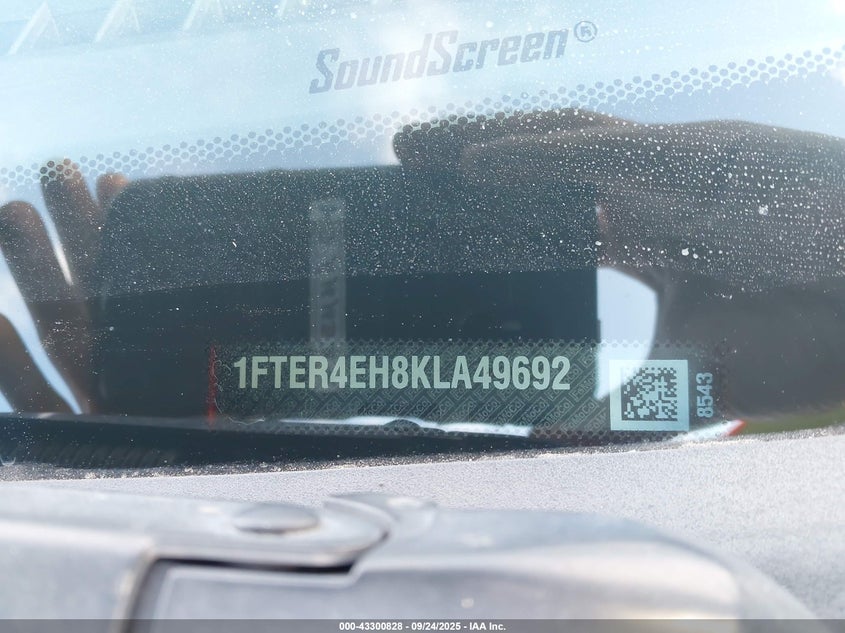 SoundScreen®
1FTER4EH8KLA49692
8543
000-43300828 - 09/24/2025 - IAA Inc.